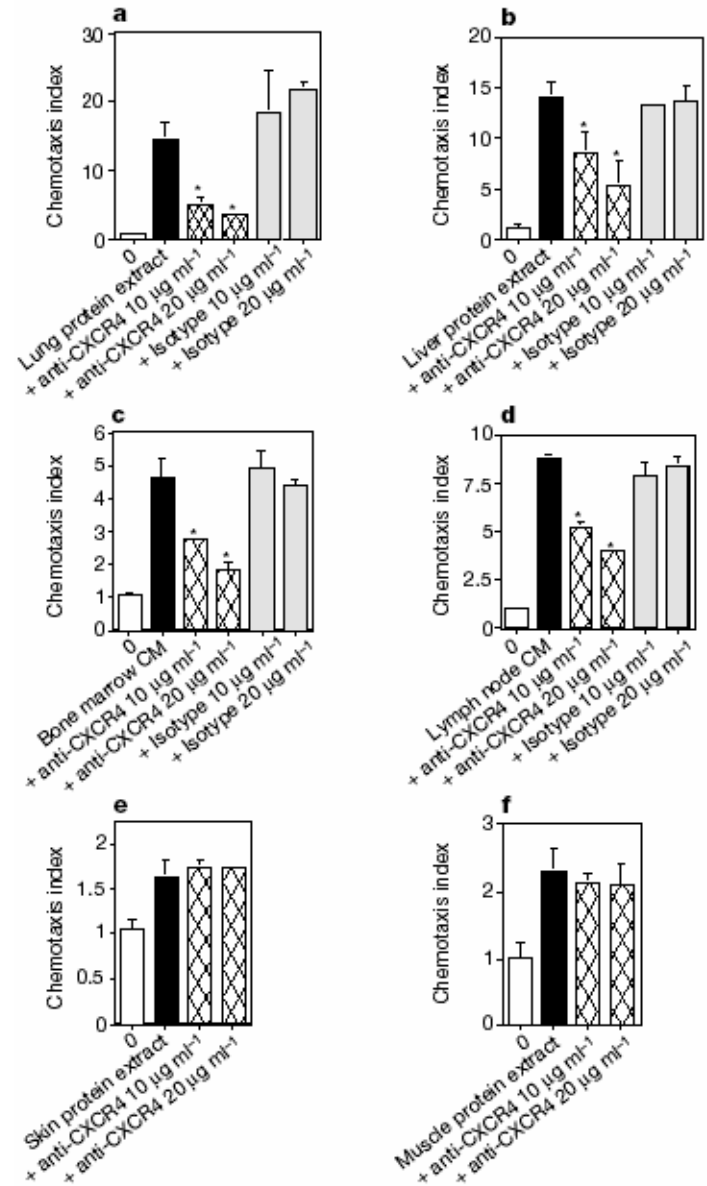 a
Chemotaxis index
30
20
10
0
*
*
0
Lung protein extract
+ anti-CXCR4 10 µg ml⁻¹
+ anti-CXCR4 20 µg ml⁻¹
+ Isotype 10 µg ml⁻¹
+ Isotype 20 µg ml⁻¹
b
Chemotaxis index
20
15
10
5
0
*
*
0
Liver protein extract
+ anti-CXCR4 10 µg ml⁻¹
+ anti-CXCR4 20 µg ml⁻¹
+ Isotype 10 µg ml⁻¹
+ Isotype 20 µg ml⁻¹
c
Chemotaxis index
6
5
4
3
2
1
0
*
*
0
Bone marrow CM
+ anti-CXCR4 10 µg ml⁻¹
+ anti-CXCR4 20 µg ml⁻¹
+ Isotype 10 µg ml⁻¹
+ Isotype 20 µg ml⁻¹
d
Chemotaxis index
10
7.5
5
2.5
0
*
*
0
Lymph node CM
+ anti-CXCR4 10 µg ml⁻¹
+ anti-CXCR4 20 µg ml⁻¹
+ Isotype 10 µg ml⁻¹
+ Isotype 20 µg ml⁻¹
e
Chemotaxis index
2
1.5
1
0.5
0
0
Skin protein extract
+ anti-CXCR4 10 µg ml⁻¹
+ anti-CXCR4 20 µg ml⁻¹
f
Chemotaxis index
3
2
1
0
0
Muscle protein extract
+ anti-CXCR4 10 µg ml⁻¹
+ anti-CXCR4 20 µg ml⁻¹